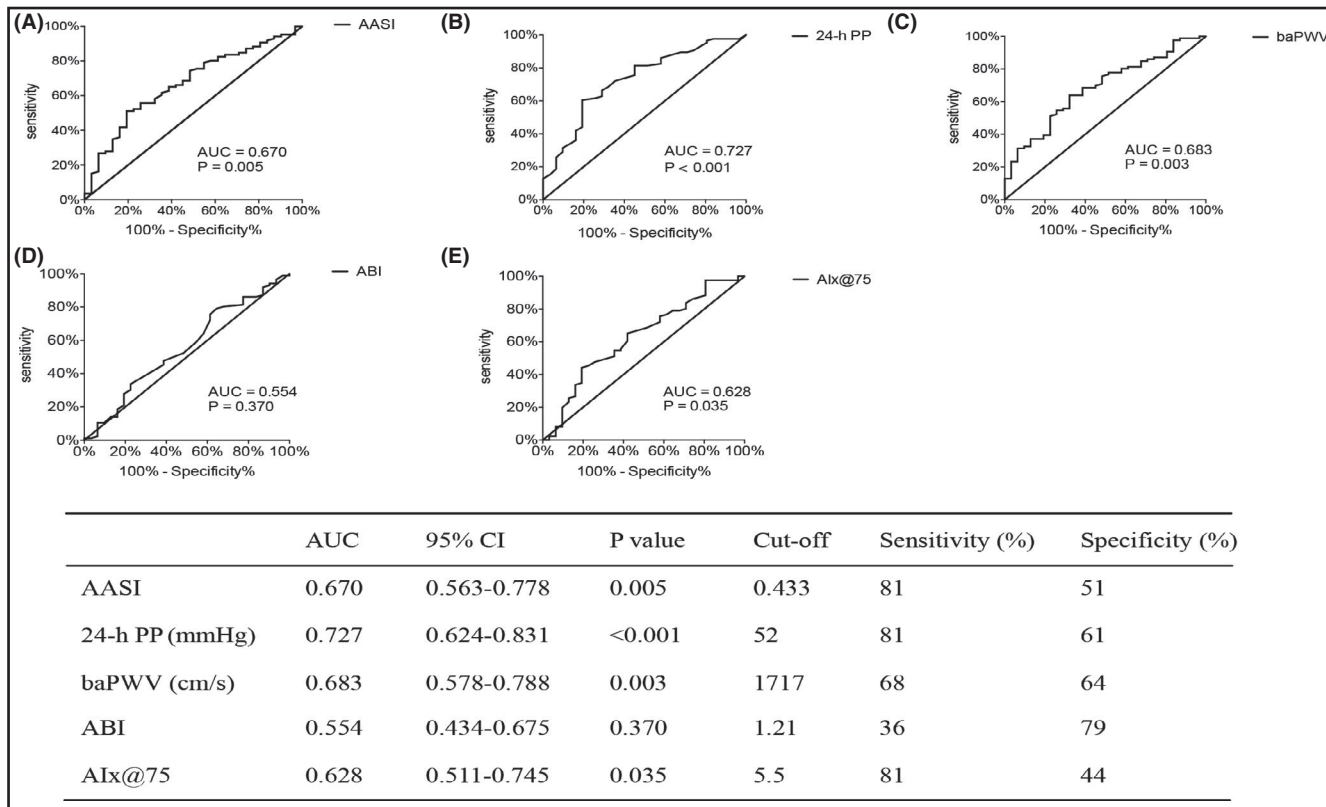 (A)
AASI
100%
80%
60%
40%
20%
0%
sensitivity
AUC = 0.670
P = 0.005
0% 20% 40% 60% 80% 100%
100% - Specificity%
(B)
24-h PP
100%
80%
60%
40%
20%
0%
sensitivity
AUC = 0.727
P < 0.001
0% 20% 40% 60% 80% 100%
100% - Specificity%
(C)
baPWV
100%
80%
60%
40%
20%
0%
sensitivity
AUC = 0.683
P = 0.003
0% 20% 40% 60% 80% 100%
100% - Specificity%
(D)
ABI
100%
80%
60%
40%
20%
0%
sensitivity
AUC = 0.554
P = 0.370
0% 20% 40% 60% 80% 100%
100% - Specificity%
(E)
AIx@75
100%
80%
60%
40%
20%
0%
sensitivity
AUC = 0.628
P = 0.035
0% 20% 40% 60% 80% 100%
100% - Specificity%
AUC 95% CI P value Cut-off Sensitivity (%) Specificity (%)
AASI 0.670 0.563-0.778 0.005 0.433 81 51
24-h PP (mmHg) 0.727 0.624-0.831 <0.001 52 81 61
baPWV (cm/s) 0.683 0.578-0.788 0.003 1717 68 64
ABI 0.554 0.434-0.675 0.370 1.21 36 79
AIx@75 0.628 0.511-0.745 0.035 5.5 81 44